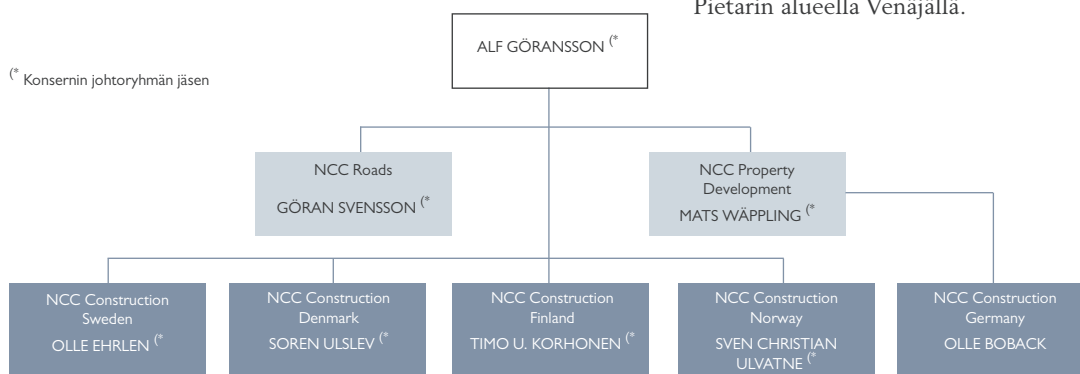 Pietarin alueella Venäjällä.
ALF GÖRANSSON (*
(* Konsernin johtoryhmän jäsen
NCC Roads
GÖRAN SVENSSON (*
NCC Property
Development
MATS WÄPPLING (*
NCC Construction
Sweden
OLLE EHRLEN (*
NCC Construction
Denmark
SOREN ULSLEV (*
NCC Construction
Finland
TIMO U. KORHONEN (*
NCC Construction
Norway
SVEN CHRISTIAN
ULVATNE (*
NCC Construction
Germany
OLLE BOBACK